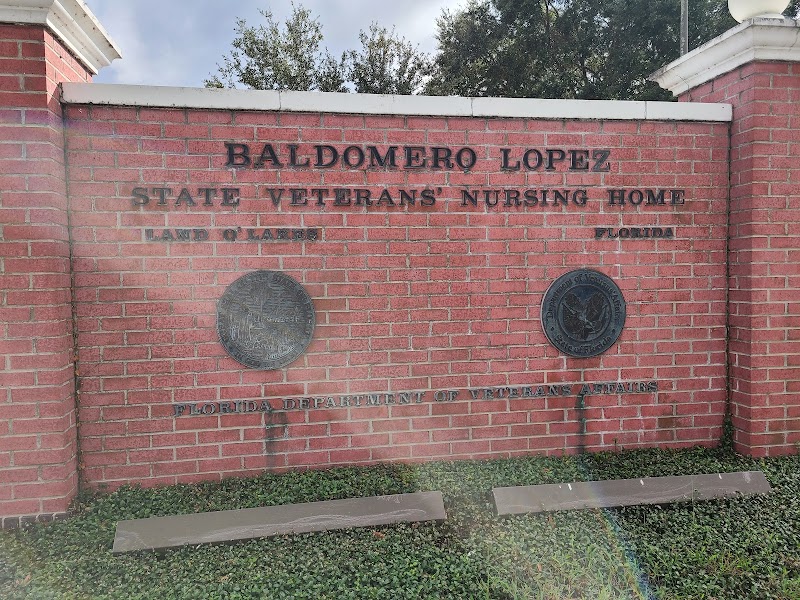 BALDOMERO LOPEZ
STATE VETERANS' NURSING HOME
LAND O'LAKES FLORIDA
FLORIDA DEPARTMENT OF VETERANS AFFAIRS